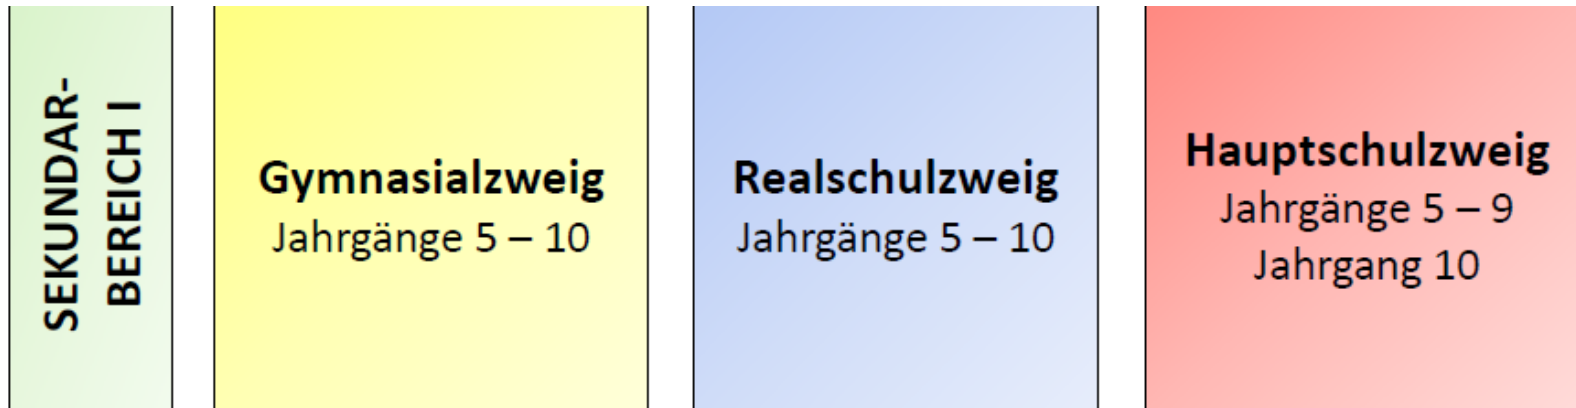 SEKUNDAR-
BEREICH I
Gymnasialzweig
Jahrgänge 5 – 10
Realschulzweig
Jahrgänge 5 – 10
Hauptschulzweig
Jahrgänge 5 – 9
Jahrgang 10